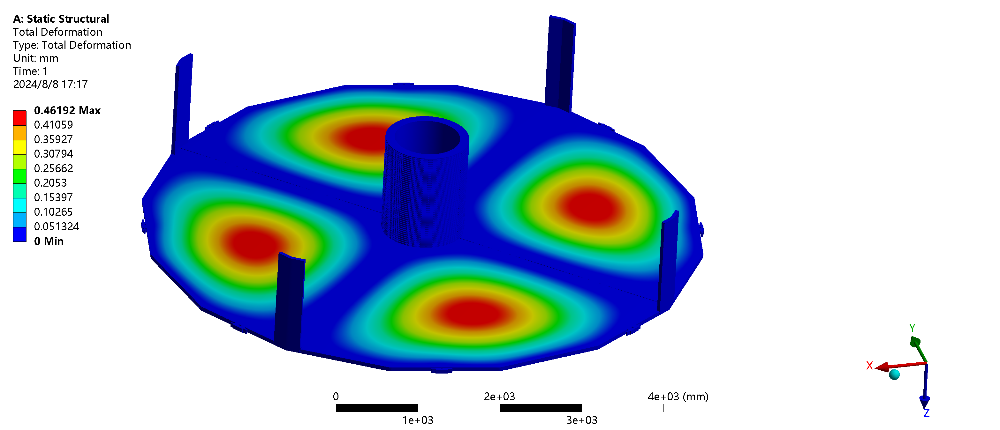 A: Static Structural
Total Deformation
Type: Total Deformation
Unit: mm
Time: 1
2024/8/8 17:17
0.46192 Max
0.41059
0.35927
0.30794
0.25662
0.2053
0.15397
0.10265
0.051324
0 Min
Y
X
Z
0 2e+03 4e+03 (mm)
1e+03 3e+03